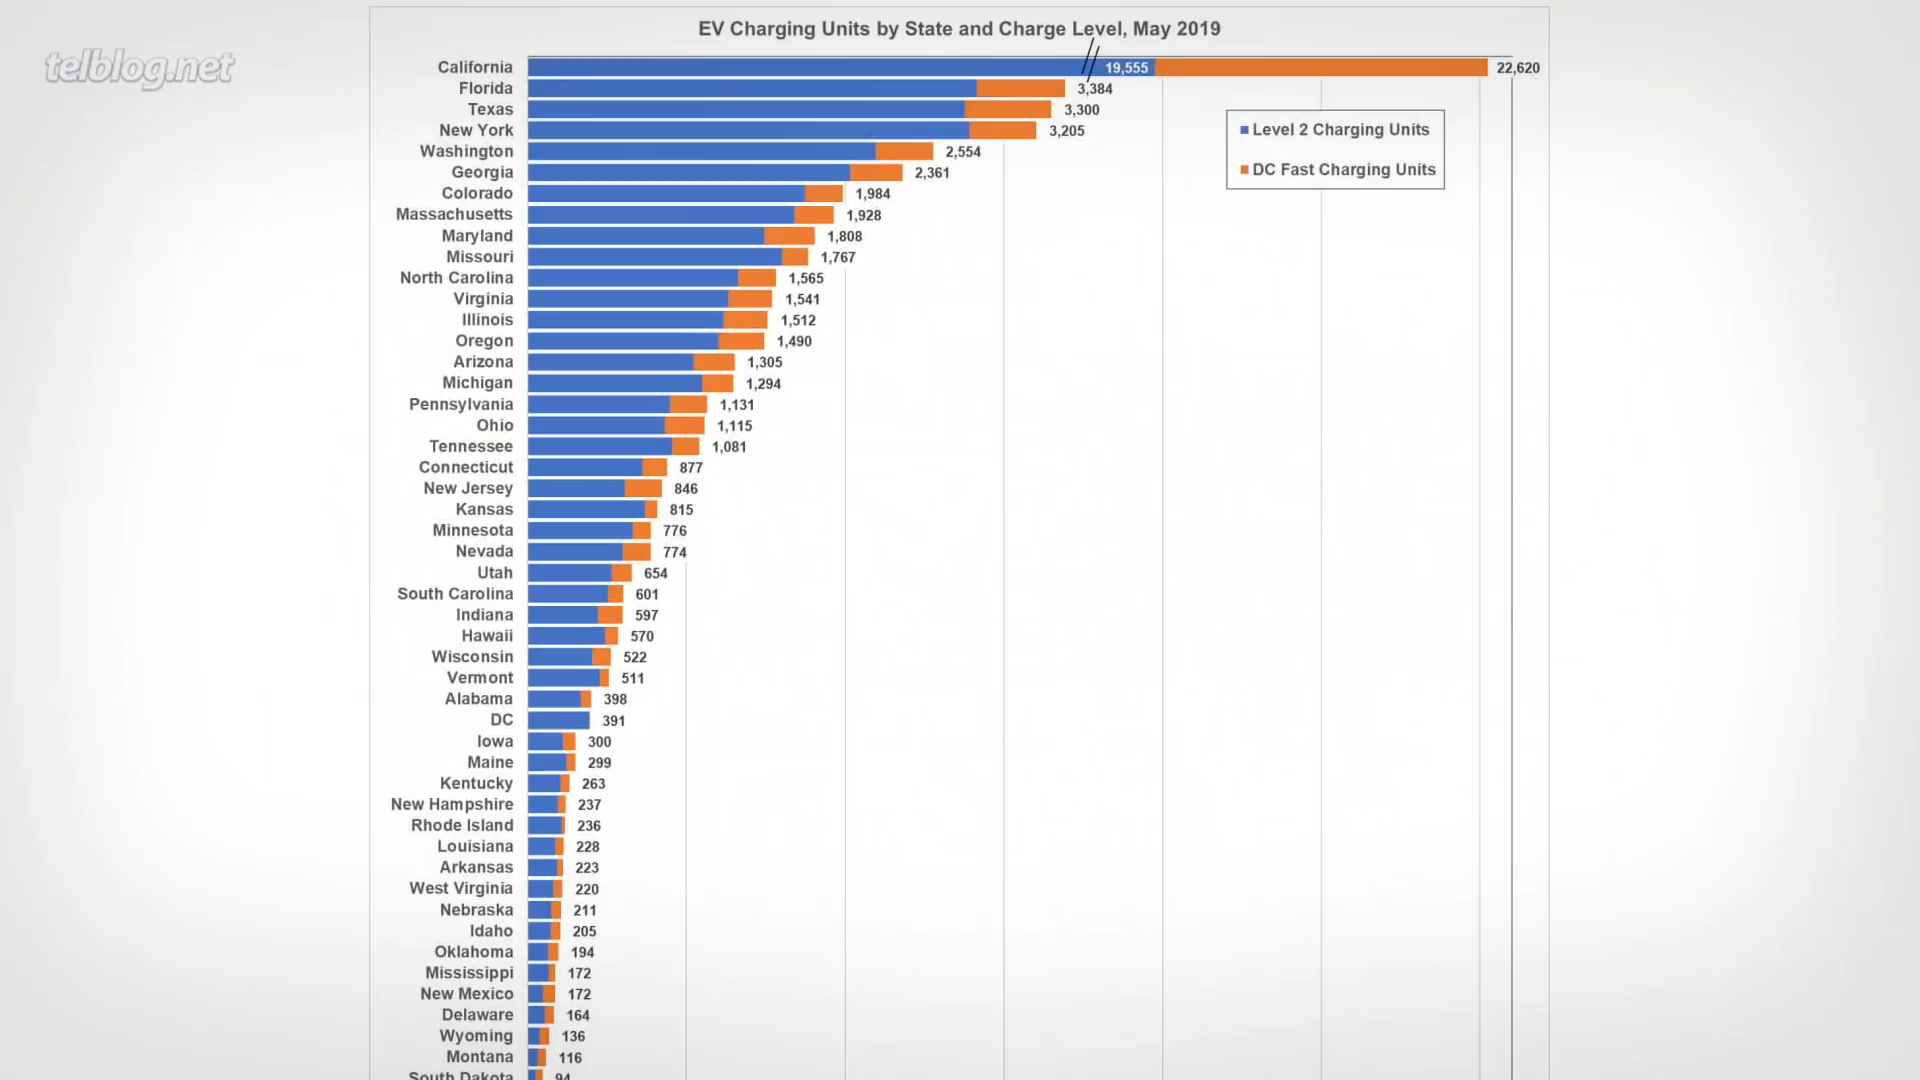 telblog.net
EV Charging Units by State and Charge Level, May 2019
California 19,555 22,620
Florida 3,384
Texas 3,300
New York 3,205
Washington 2,554
Georgia 2,361
Colorado 1,984
Massachusetts 1,928
Maryland 1,808
Missouri 1,767
North Carolina 1,565
Virginia 1,541
Illinois 1,512
Oregon 1,490
Arizona 1,305
Michigan 1,294
Pennsylvania 1,131
Ohio 1,115
Tennessee 1,081
Connecticut 877
New Jersey 846
Kansas 815
Minnesota 776
Nevada 774
Utah 654
South Carolina 601
Indiana 597
Hawaii 570
Wisconsin 522
Vermont 511
Alabama 398
DC 391
Iowa 300
Maine 299
Kentucky 263
New Hampshire 237
Rhode Island 236
Louisiana 228
Arkansas 223
West Virginia 220
Nebraska 211
Idaho 205
Oklahoma 194
Mississippi 172
New Mexico 172
Delaware 164
Wyoming 136
Montana 116
South Dakota 94
Level 2 Charging Units
DC Fast Charging Units